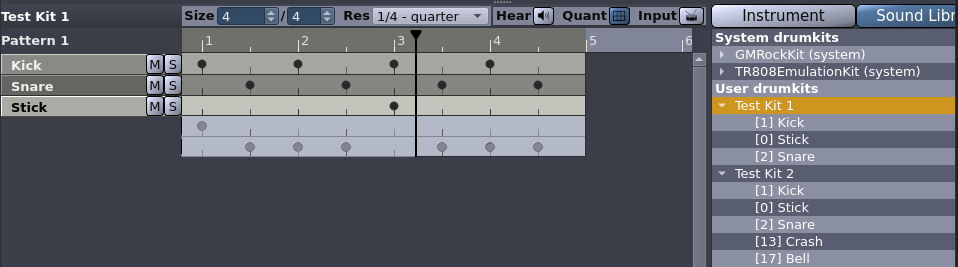 Test Kit 1 Size 4 / 4 Res 1/4 - quarter Hear Quant Input
Pattern 1 1 2 3 4 5 6
Kick M S
Snare M S
Stick M S
Instrument Sound Libr
System drumkits
GMRockKit (system)
TR808EmulationKit (system)
User drumkits
Test Kit 1
[1] Kick
[0] Stick
[2] Snare
Test Kit 2
[1] Kick
[0] Stick
[2] Snare
[13] Crash
[17] Bell